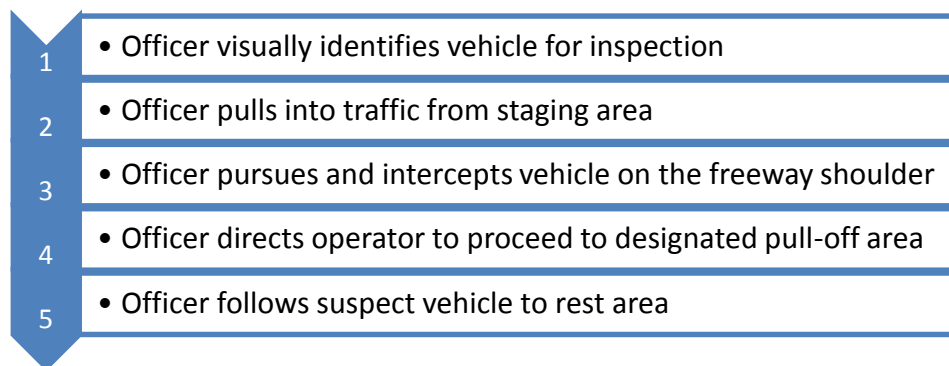 1 • Officer visually identifies vehicle for inspection
2 • Officer pulls into traffic from staging area
3 • Officer pursues and intercepts vehicle on the freeway shoulder
4 • Officer directs operator to proceed to designated pull-off area
5 • Officer follows suspect vehicle to rest area